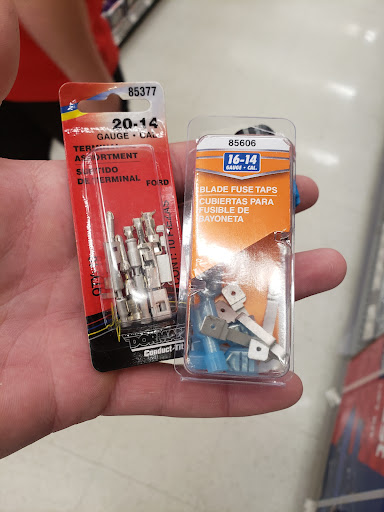 85377
20-14
GAUGE • CAL
TERMINAL
ASSORTMENT
SURTIDO
DE TERMINAL
FORD
Conduct-Tite
85606
16-14
GAUGE • CAL.
BLADE FUSE TAPS
CUBIERTAS PARA
FUSIBLE DE
BAYONETA